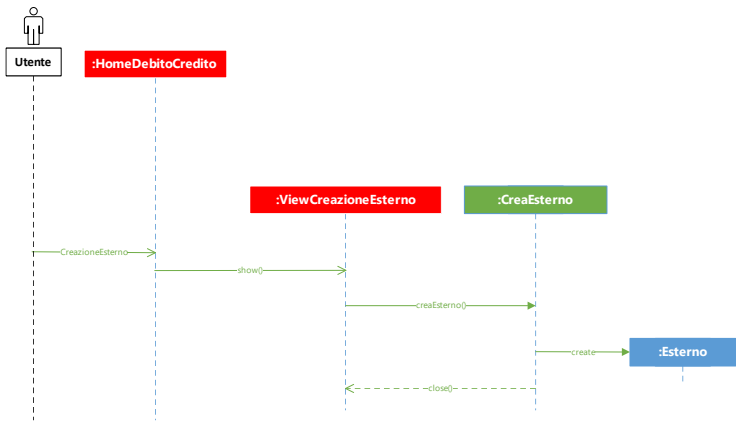 Utente
:HomeDebitoCredito
:ViewCreazioneEsterno
:CreaEsterno
CreazioneEsterno
show()
creaEsterno()
create
:Esterno
close()